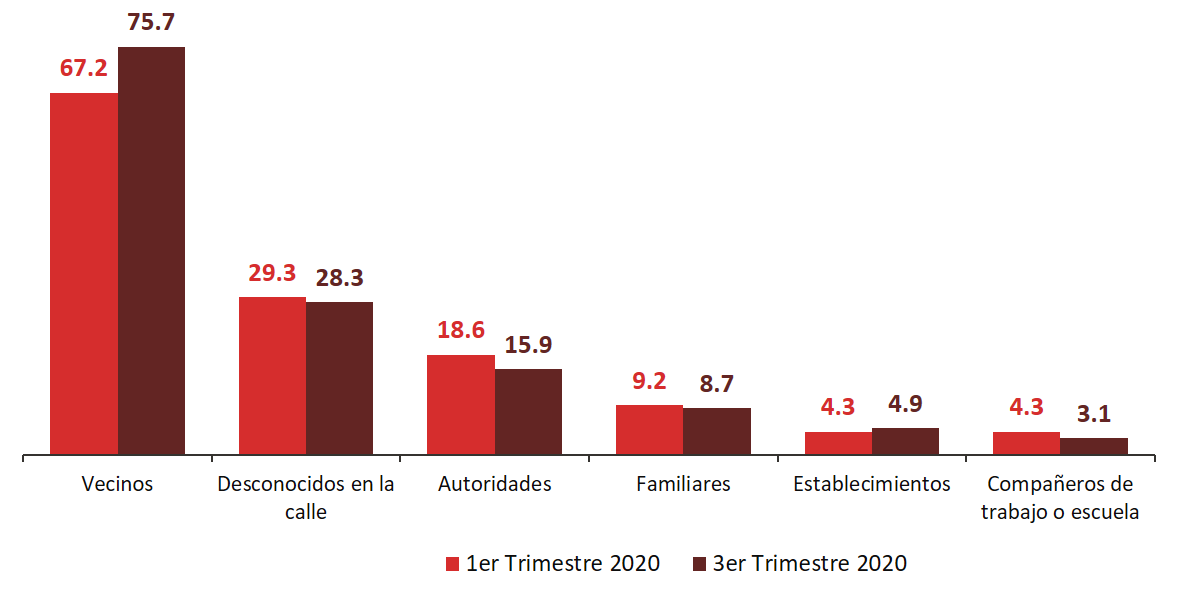 75.7
67.2
29.3
28.3
18.6
15.9
9.2
8.7
4.3
4.9
4.3
3.1
Vecinos
Desconocidos en la
calle
Autoridades
Familiares
Establecimientos
Compañeros de
trabajo o escuela
1er Trimestre 2020
3er Trimestre 2020